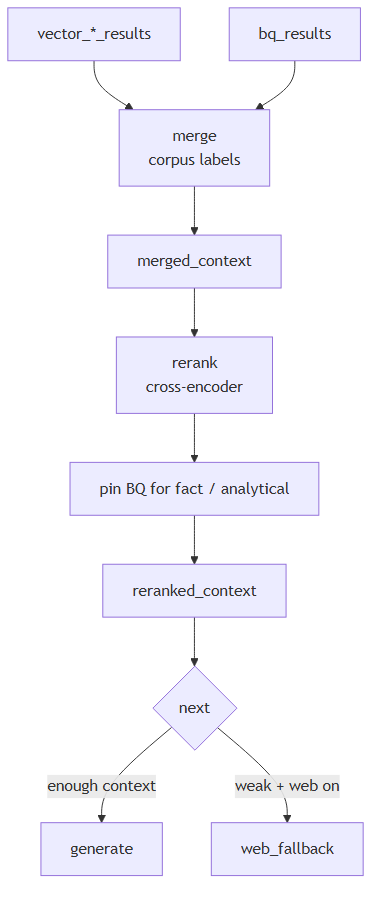 vector_*_results
bq_results
merge
corpus labels
merged_context
rerank
cross-encoder
pin BQ for fact / analytical
reranked_context
next
enough context
weak + web on
generate
web_fallback